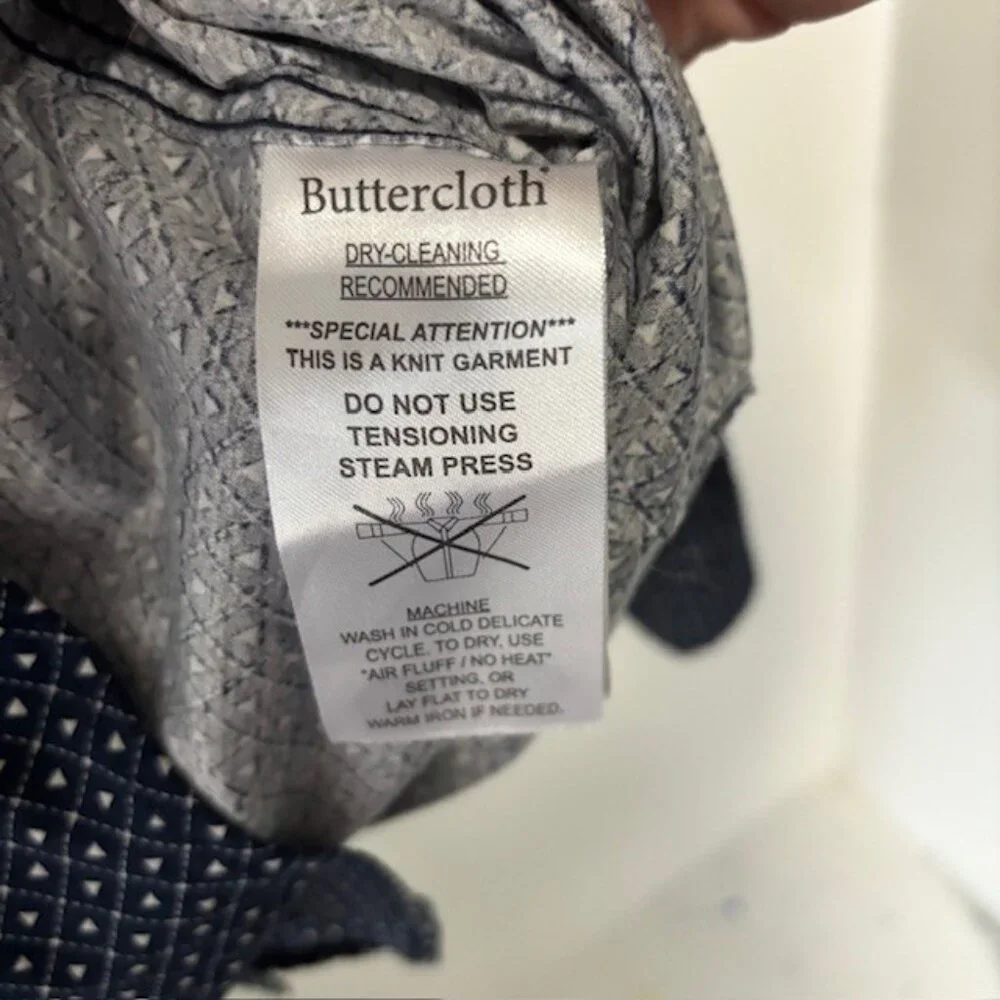 Buttercloth
DRY-CLEANING
RECOMMENDED
***SPECIAL ATTENTION***
THIS IS A KNIT GARMENT
DO NOT USE
TENSIONING
STEAM PRESS
MACHINE
WASH IN COLD DELICATE
CYCLE. TO DRY, USE
*AIR FLUFF / NO HEAT*
SETTING, OR
LAY FLAT TO DRY
WARM IRON IF NEEDED.